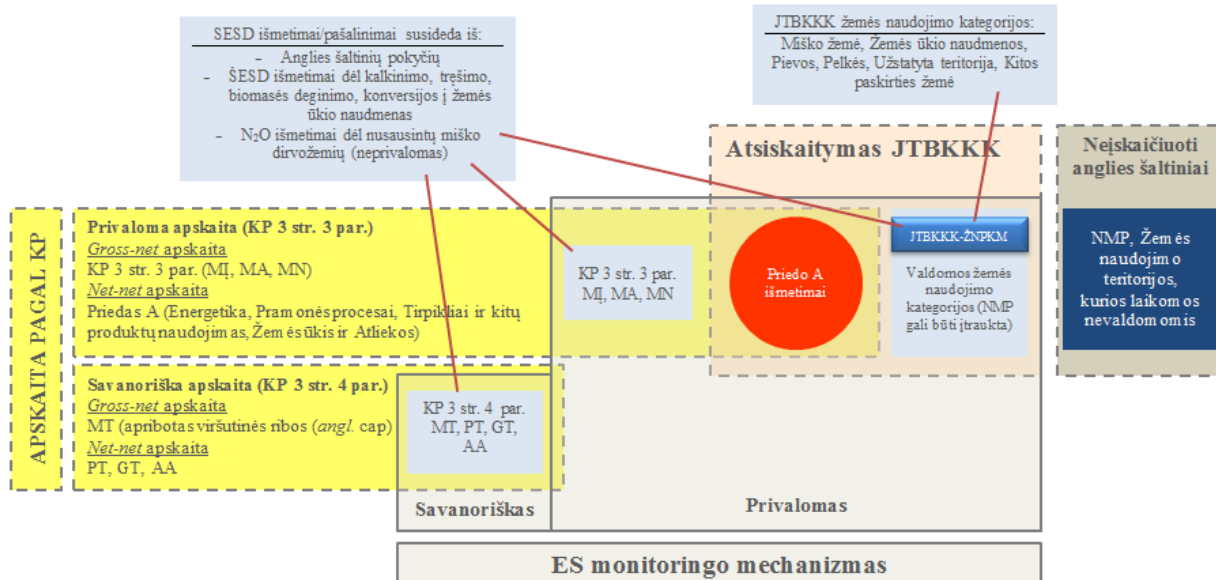 SESD išmetimai/pašalinimai susideda iš:
- Anglies šaltinių pokyčių
- ŠESD išmetimai dėl kalkinimo, tręšimo,
biomasės deginimo, konversijos į žemės
ūkio naudmenas
- N₂O išmetimai dėl nusausintų miško
dirvožemių (neprivalomas)
JTBKKK žemės naudojimo kategorijos:
Miško žemė, Žemės ūkio naudmenos,
Pievos, Pelkės, Užstatyta teritorija, Kitos
paskirties žemė
Atsiskaitymas JTBKKK
Neįskaičiuoti
anglies šaltiniai
APSKAITA PAGAL KP
Privaloma apskaita (KP 3 str. 3 par.)
Gross-net apskaita
KP 3 str. 3 par. (MĮ, MA, MN)
Net-net apskaita
Priedas A (Energetika, Pramonės procesai, Tirpikliai ir kitų
produktų naudojimas, Žemės ūkis ir Atliekos)
KP 3 str. 3 par.
MĮ, MA, MN
Priedo A
išmetimai
JTBKKK-ŽNPKM
Valdomos žemės
naudojimo
kategorijos (NMP
gali būti įtraukta)
NMP, Žemės
naudojimo
teritorijos,
kurios laikomos
nevaldomomis
Savanoriška apskaita (KP 3 str. 4 par.)
Gross-net apskaita
MT (apribotas viršutinės ribos (angl. cap)
Net-net apskaita
PT, GT, AA
KP 3 str. 4 par.
MT, PT, GT,
AA
Savanoriškas
Privalomas
ES monitoringo mechanizmas